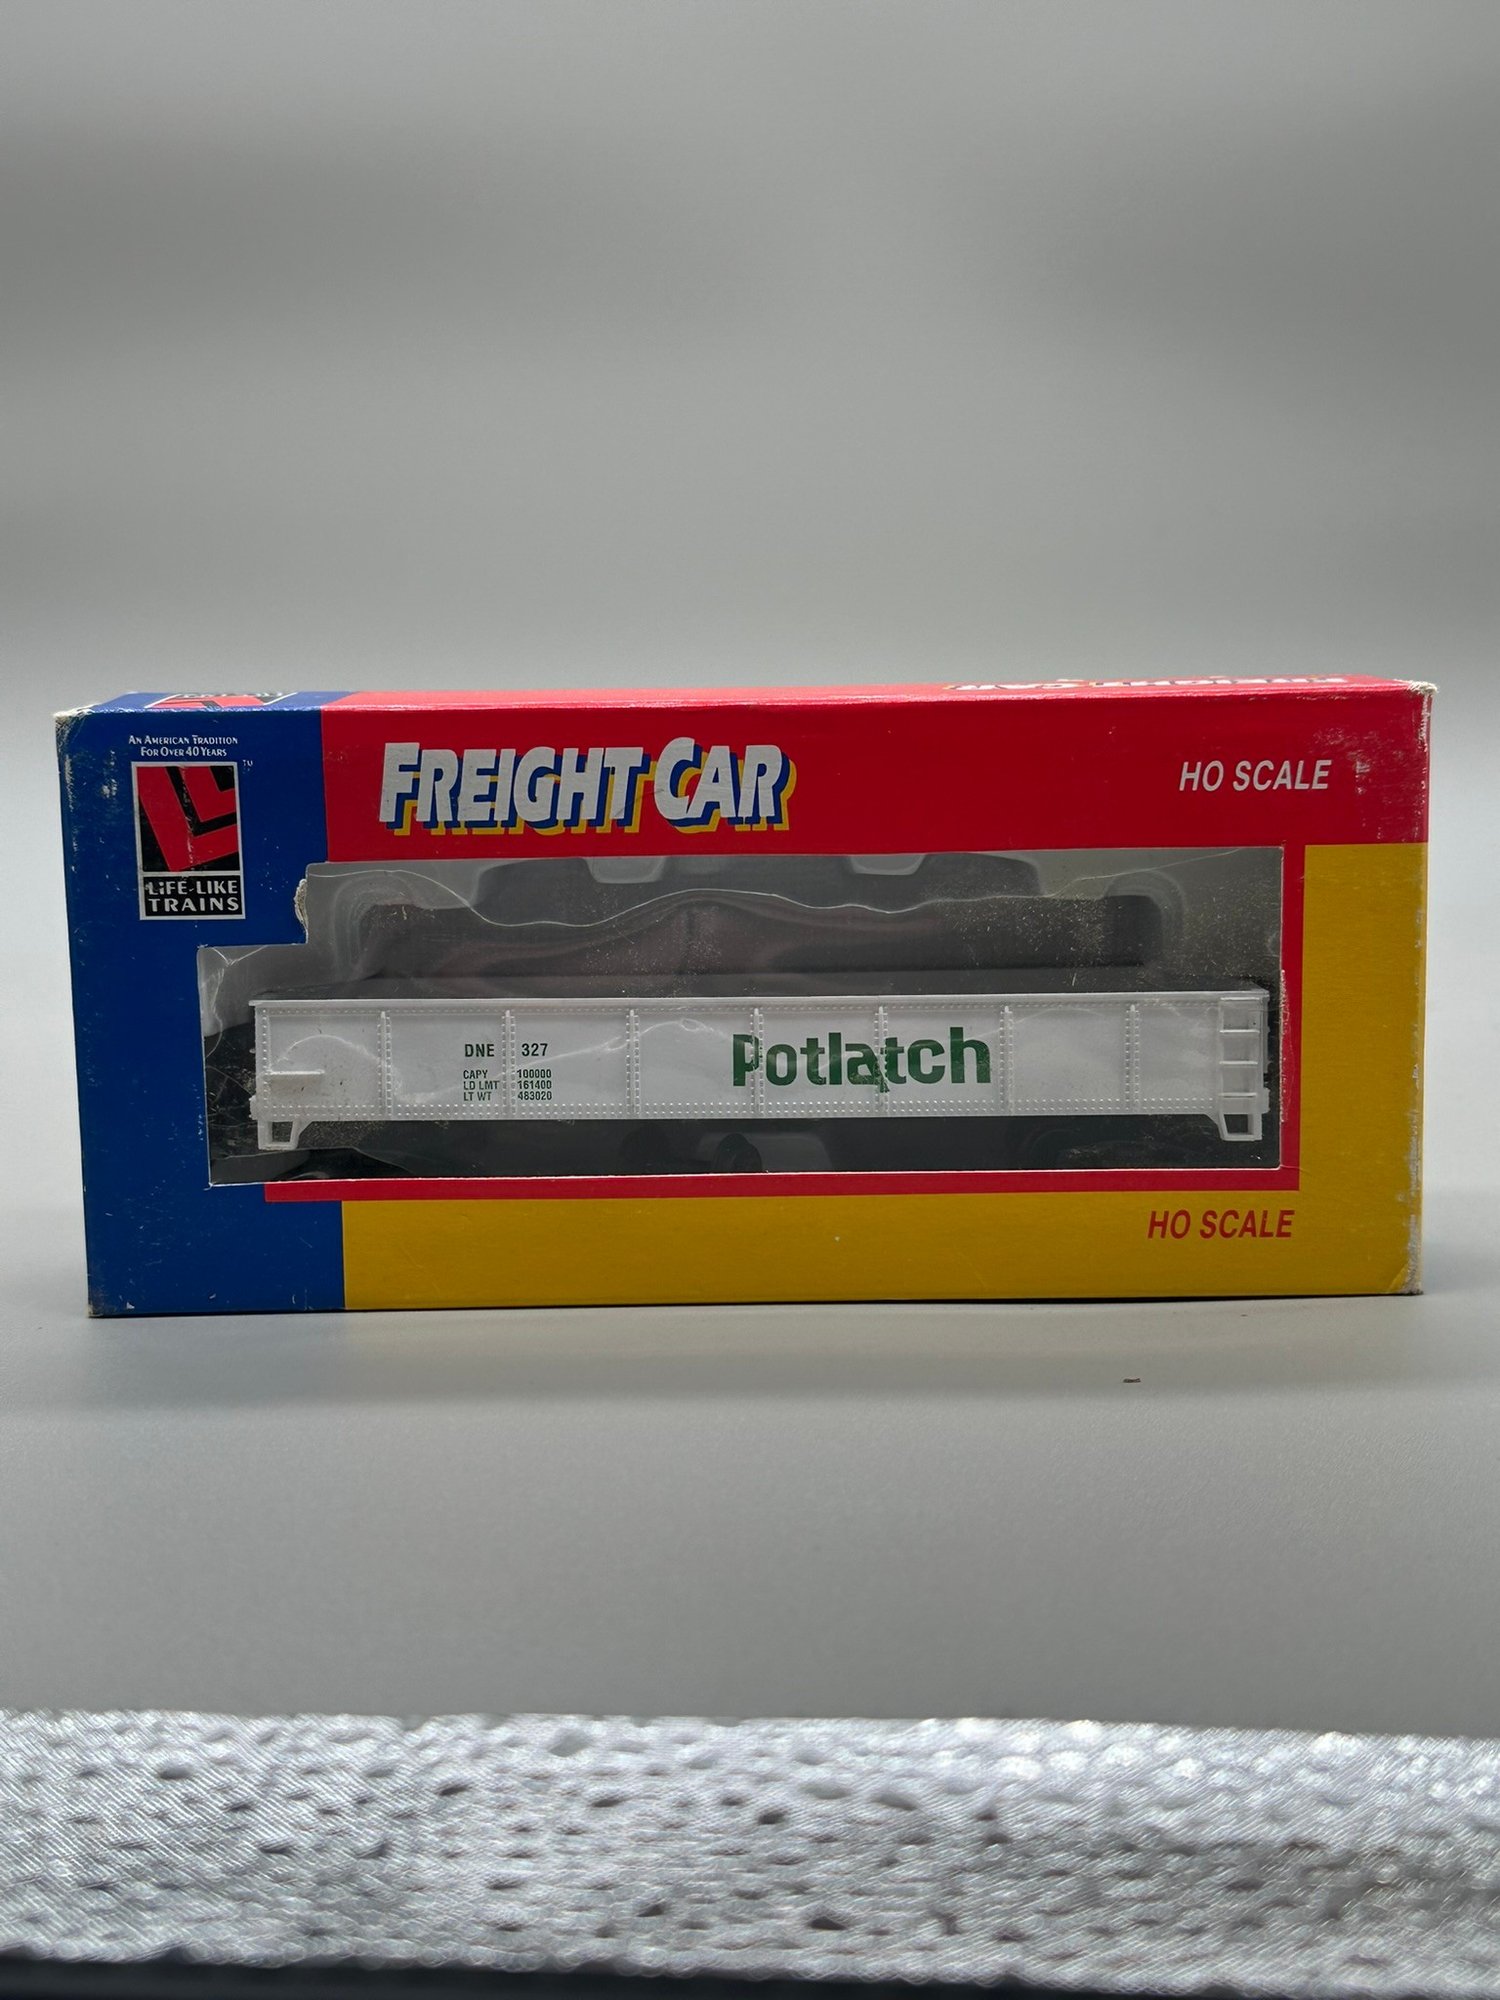 AN AMERICAN TRADITION
FOR OVER 40 YEARS
TM
LIFE-LIKE
TRAINS
FREIGHT CAR
HO SCALE
DNE 327
CAPY 100000
LD LMT 161400
LT WT 483020
Potlatch
HO SCALE